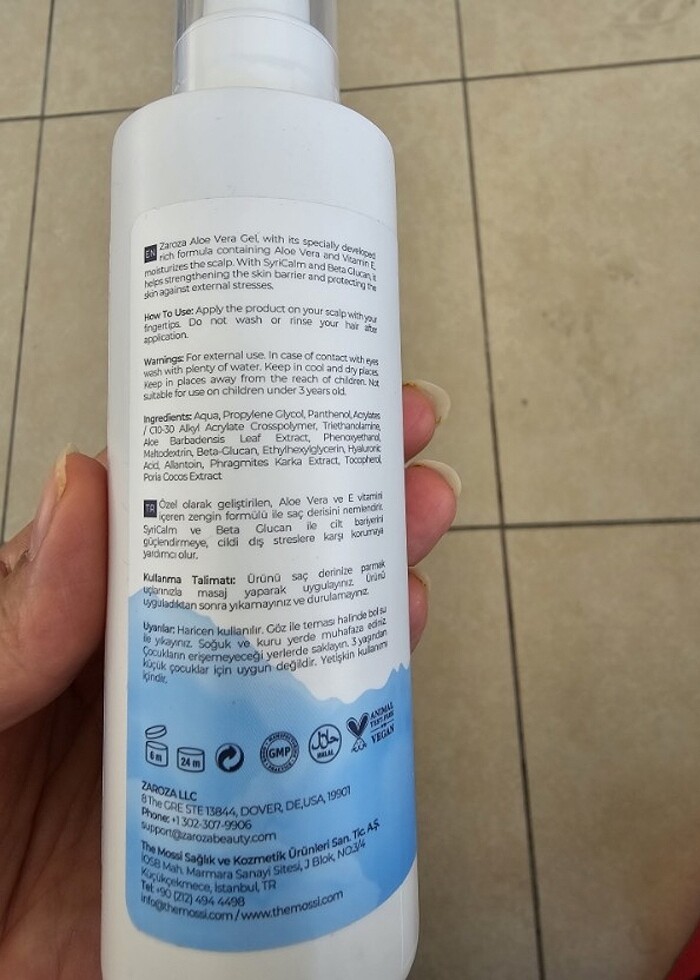 EN Zaroza Aloe Vera Gel, with its specially developed
rich formula containing Aloe Vera and Vitamin E,
moisturizes the scalp. With SyriCalm and Beta Glucan, it
helps strengthening the skin barrier and protecting the
skin against external stresses.
How To Use: Apply the product on your scalp with your
fingertips. Do not wash or rinse your hair after
application.
Warnings: For external use. In case of contact with eyes
wash with plenty of water. Keep in cool and dry places.
Keep in places away from the reach of children. Not
suitable for use on children under 3 years old.
Ingredients: Aqua, Propylene Glycol, Panthenol, Acrylates
/ C10-30 Alkyl Acrylate Crosspolymer, Triethanolamine,
Aloe Barbadensis Leaf Extract, Phenoxyethanol,
Maltodextrin, Beta-Glucan, Ethylhexylglycerin, Hyaluronic
Acid, Allantoin, Phragmites Karka Extract, Tocopherol,
Poria Cocos Extract
TR Özel olarak geliştirilen, Aloe Vera ve E vitamini
içeren zengin formülü ile saç derisini nemlendirir.
SyriCalm ve Beta Glucan ile cilt bariyerini
güçlendirmeye, cildi dış streslere karşı korumaya
yardımcı olur.
Kullanma Talimatı: Ürünü saç derinize parmak
uçlarınızla masaj yaparak uygulayınız. Ürünü
uyguladıktan sonra yıkamayınız ve durulamayınız.
Uyarılar: Haricen kullanılır. Göz ile teması halinde bol su
ile yıkayınız. Soğuk ve kuru yerde muhafaza ediniz.
Çocukların erişemeyeceği yerlerde saklayın. 3 yaşından
küçük çocuklar için uygun değildir. Yetişkin kullanımı
içindir.
6 m 24 m GMP حلال HALAL ANIMAL
VEGAN
ZAROZA LLC
8 The GRE STE 13844, DOVER, DE,USA, 19901
Phone: +1 302-307-9906
support@zarozabeauty.com
The Mossi Sağlık ve Kozmetik Ürünleri San. Tic. A.Ş.
IOSB Mah. Marmara Sanayi Sitesi, J Blok, NO:3/4
Küçükçekmece, İstanbul, TR
Tel: +90 (212) 494 4498
info@themossi.com / www.themossi.com